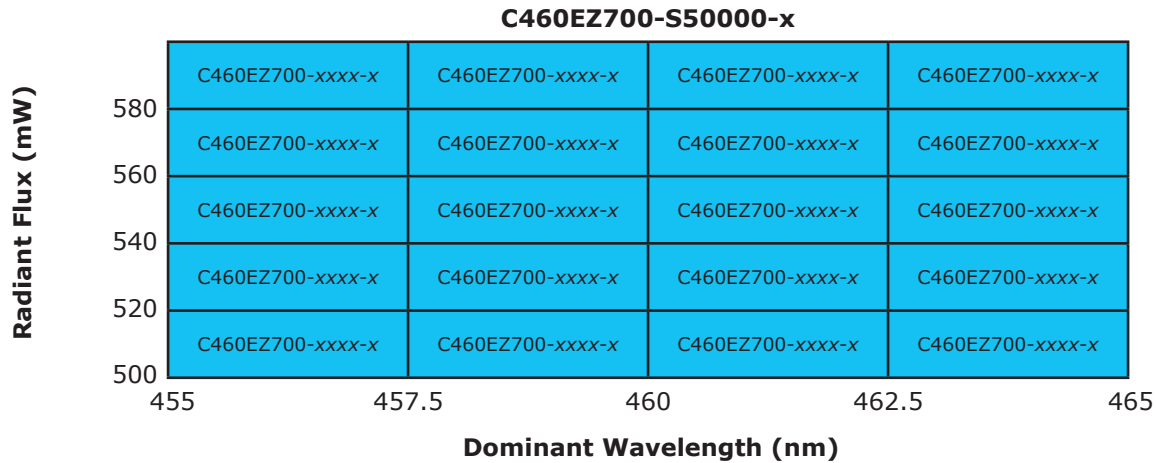 C460EZ700-S50000-x
Radiant Flux (mW)
C460EZ700-xxxx-x C460EZ700-xxxx-x C460EZ700-xxxx-x C460EZ700-xxxx-x
580
C460EZ700-xxxx-x C460EZ700-xxxx-x C460EZ700-xxxx-x C460EZ700-xxxx-x
560
C460EZ700-xxxx-x C460EZ700-xxxx-x C460EZ700-xxxx-x C460EZ700-xxxx-x
540
C460EZ700-xxxx-x C460EZ700-xxxx-x C460EZ700-xxxx-x C460EZ700-xxxx-x
520
C460EZ700-xxxx-x C460EZ700-xxxx-x C460EZ700-xxxx-x C460EZ700-xxxx-x
500
455 457.5 460 462.5 465
Dominant Wavelength (nm)